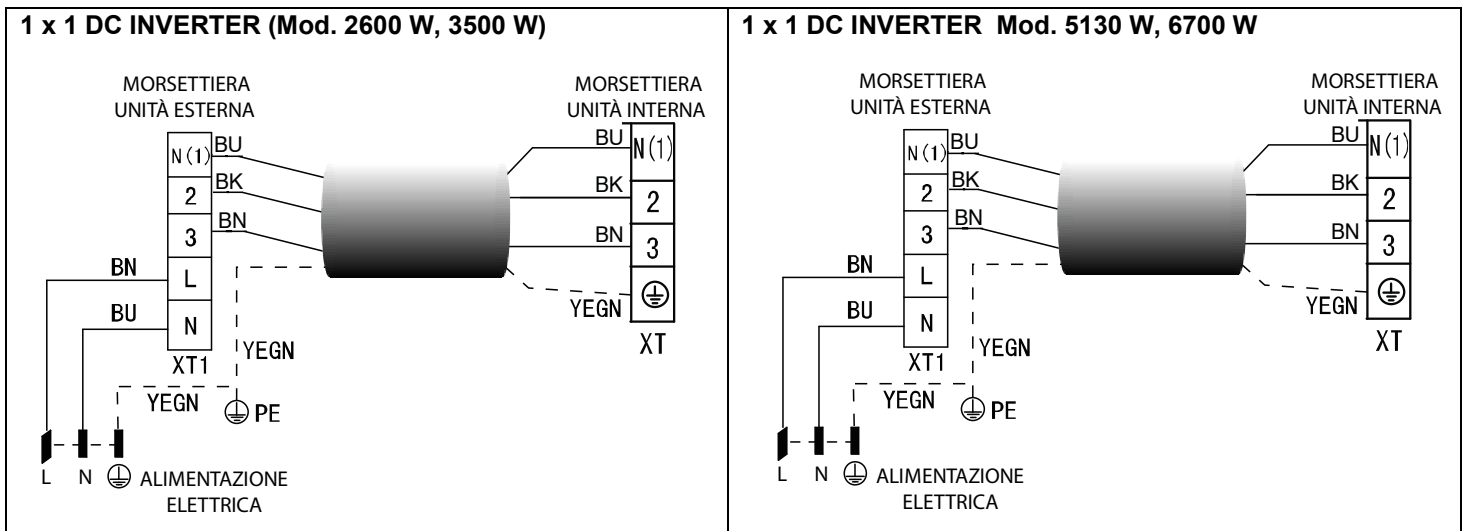 1 x 1 DC INVERTER (Mod. 2600 W, 3500 W)
MORSETTIERA
UNITÀ ESTERNA
MORSETTIERA
UNITÀ INTERNA
N(1)
BU
BU
N(1)
2
BK
BK
2
3
BN
BN
3
BN
L
YEGN
BU
N
XT
XT1
YEGN
YEGN
PE
L
N
ALIMENTAZIONE
ELETTRICA
1 x 1 DC INVERTER Mod. 5130 W, 6700 W
MORSETTIERA
UNITÀ ESTERNA
MORSETTIERA
UNITÀ INTERNA
N(1)
BU
BU
N(1)
2
BK
BK
2
3
BN
BN
3
BN
L
YEGN
BU
N
XT
XT1
YEGN
YEGN
PE
L
N
ALIMENTAZIONE
ELETTRICA